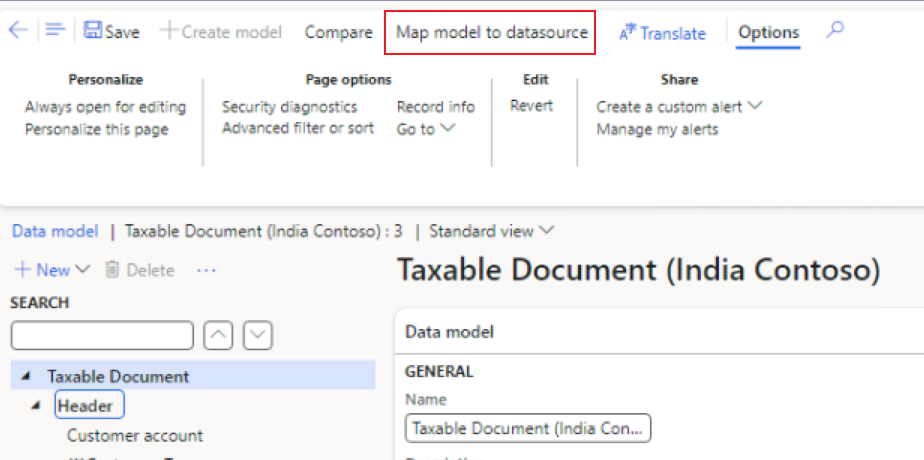 Save Create model Compare Map model to datasource Translate Options
Personalize Page options Edit Share
Always open for editing Security diagnostics Record info Revert Create a custom alert
Personalize this page Advanced filter or sort Go to Manage my alerts
Data model | Taxable Document (India Contoso) : 3 | Standard view
New Delete ...
Taxable Document (India Contoso)
SEARCH
Data model
GENERAL
Taxable Document
Name
Header
Taxable Document (India Con...
Customer account